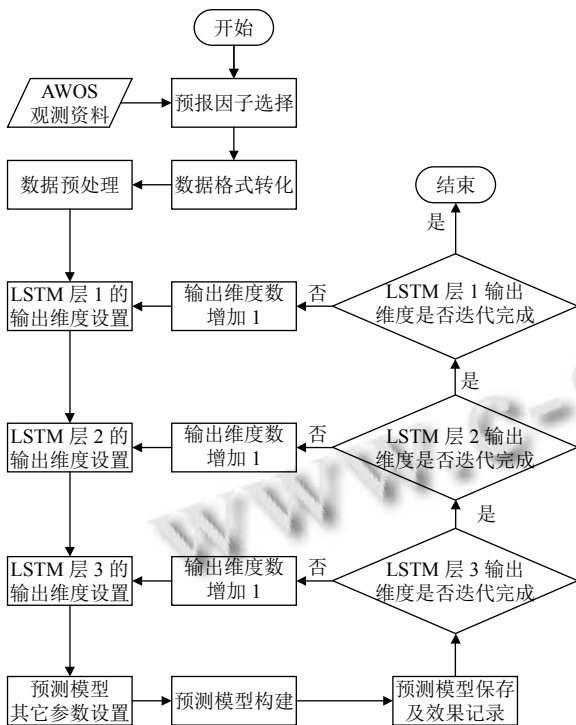 开始
AWOS
观测资料
预报因子选择
数据预处理
数据格式转化
结束
是
LSTM 层 1 的
输出维度设置
输出维度数
增加 1
否
LSTM 层 1 输出
维度是否迭代完成
是
LSTM 层 2 的
输出维度设置
输出维度数
增加 1
否
LSTM 层 2 输出
维度是否迭代完成
是
LSTM 层 3 的
输出维度设置
输出维度数
增加 1
否
LSTM 层 3 输出
维度是否迭代完成
预测模型
其它参数设置
预测模型构建
预测模型保存
及效果记录
www.c-